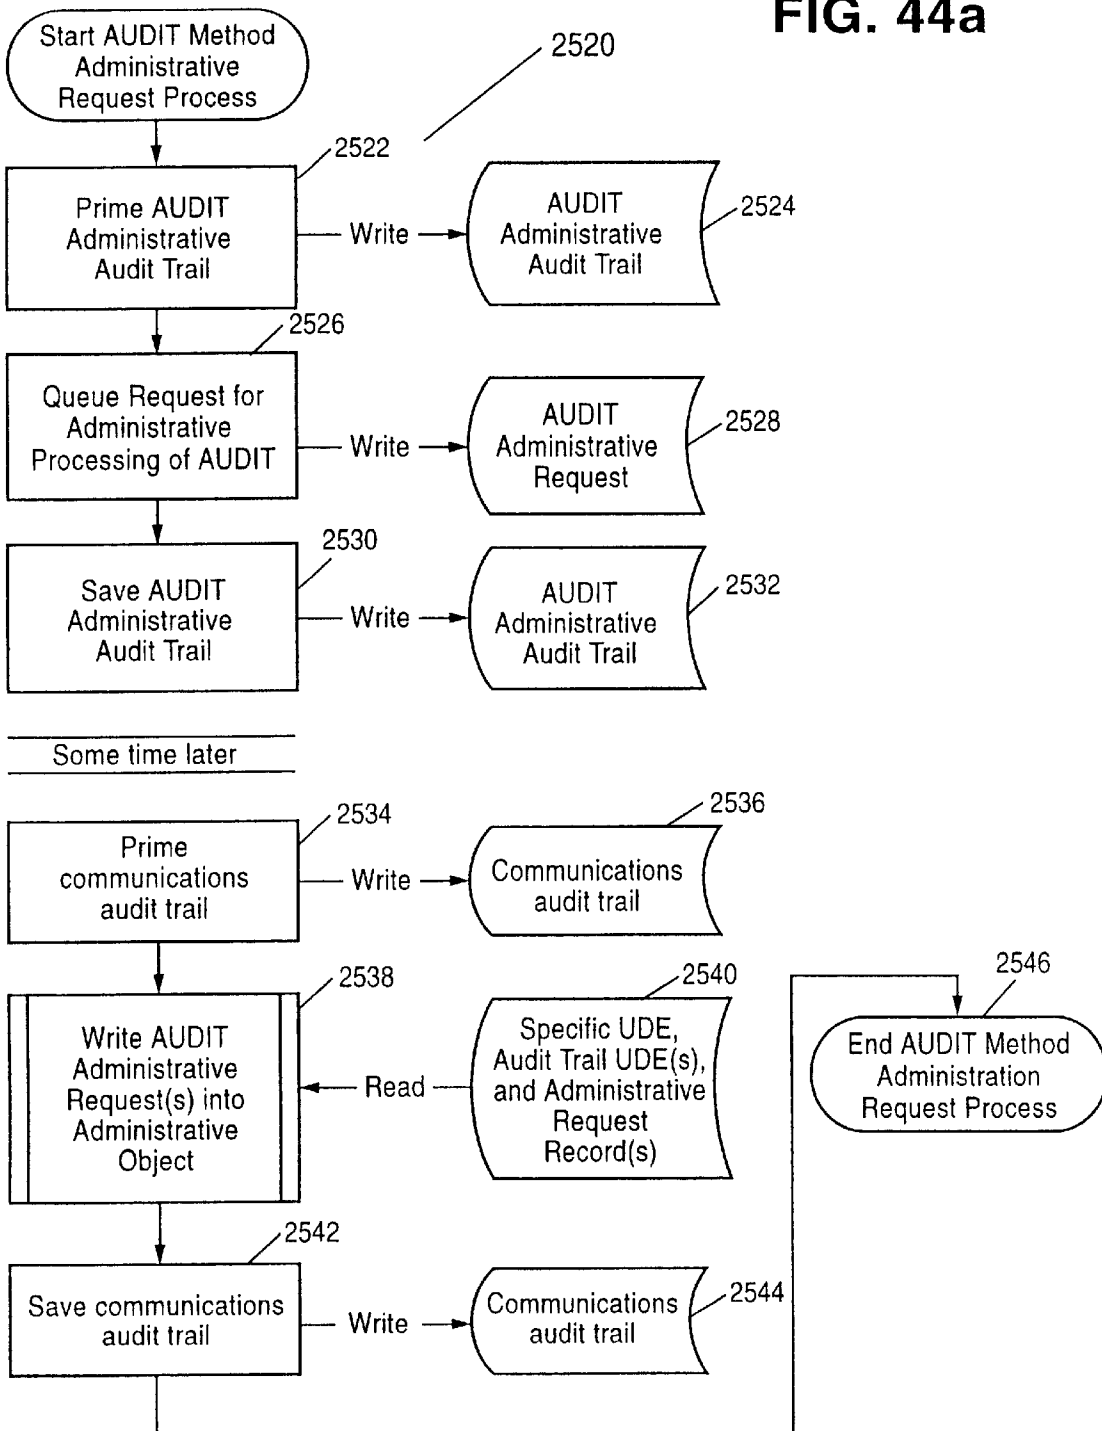 FIG. 44a
Start AUDIT Method
Administrative
Request Process
2520
2522
Prime AUDIT
Administrative
Audit Trail
Write
AUDIT
Administrative
Audit Trail
2524
2526
Queue Request for
Administrative
Processing of AUDIT
Write
AUDIT
Administrative
Request
2528
2530
Save AUDIT
Administrative
Audit Trail
Write
AUDIT
Administrative
Audit Trail
2532
Some time later
2534
Prime
communications
audit trail
Write
2536
Communications
audit trail
2538
Write AUDIT
Administrative
Request(s) into
Administrative
Object
Read
2540
Specific UDE,
Audit Trail UDE(s),
and Administrative
Request
Record(s)
2546
End AUDIT Method
Administration
Request Process
2542
Save communications
audit trail
Write
Communications
audit trail
2544